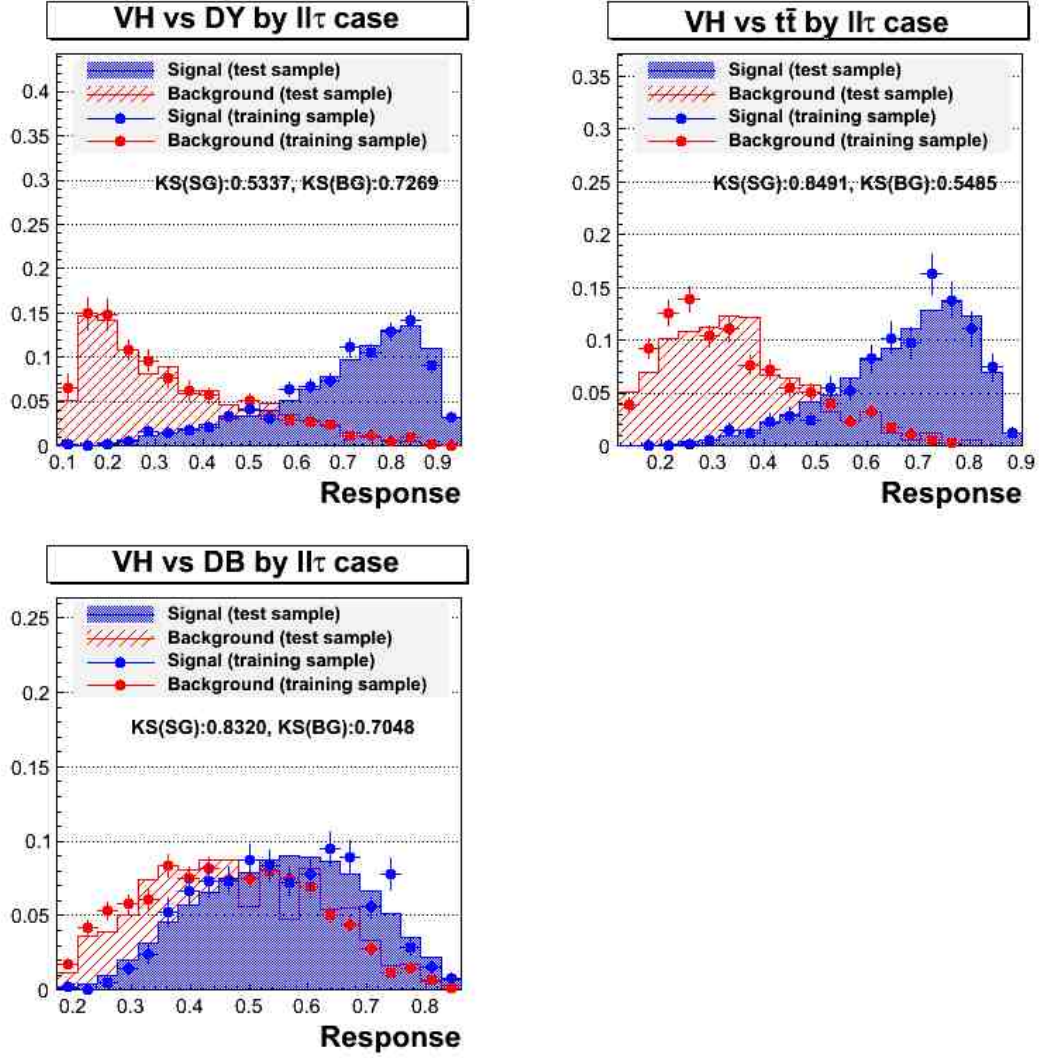 VH vs DY by llτ case
Signal (test sample)
Background (test sample)
Signal (training sample)
Background (training sample)
KS(SG):0.5337, KS(BG):0.7269
0.4
0.35
0.3
0.25
0.2
0.15
0.1
0.05
0
0.1 0.2 0.3 0.4 0.5 0.6 0.7 0.8 0.9
Response
VH vs tt̄ by llτ case
Signal (test sample)
Background (test sample)
Signal (training sample)
Background (training sample)
KS(SG):0.8491, KS(BG):0.5485
0.35
0.3
0.25
0.2
0.15
0.1
0.05
0
0.2 0.3 0.4 0.5 0.6 0.7 0.8 0.9
Response
VH vs DB by llτ case
Signal (test sample)
Background (test sample)
Signal (training sample)
Background (training sample)
KS(SG):0.8320, KS(BG):0.7048
0.25
0.2
0.15
0.1
0.05
0
0.2 0.3 0.4 0.5 0.6 0.7 0.8
Response